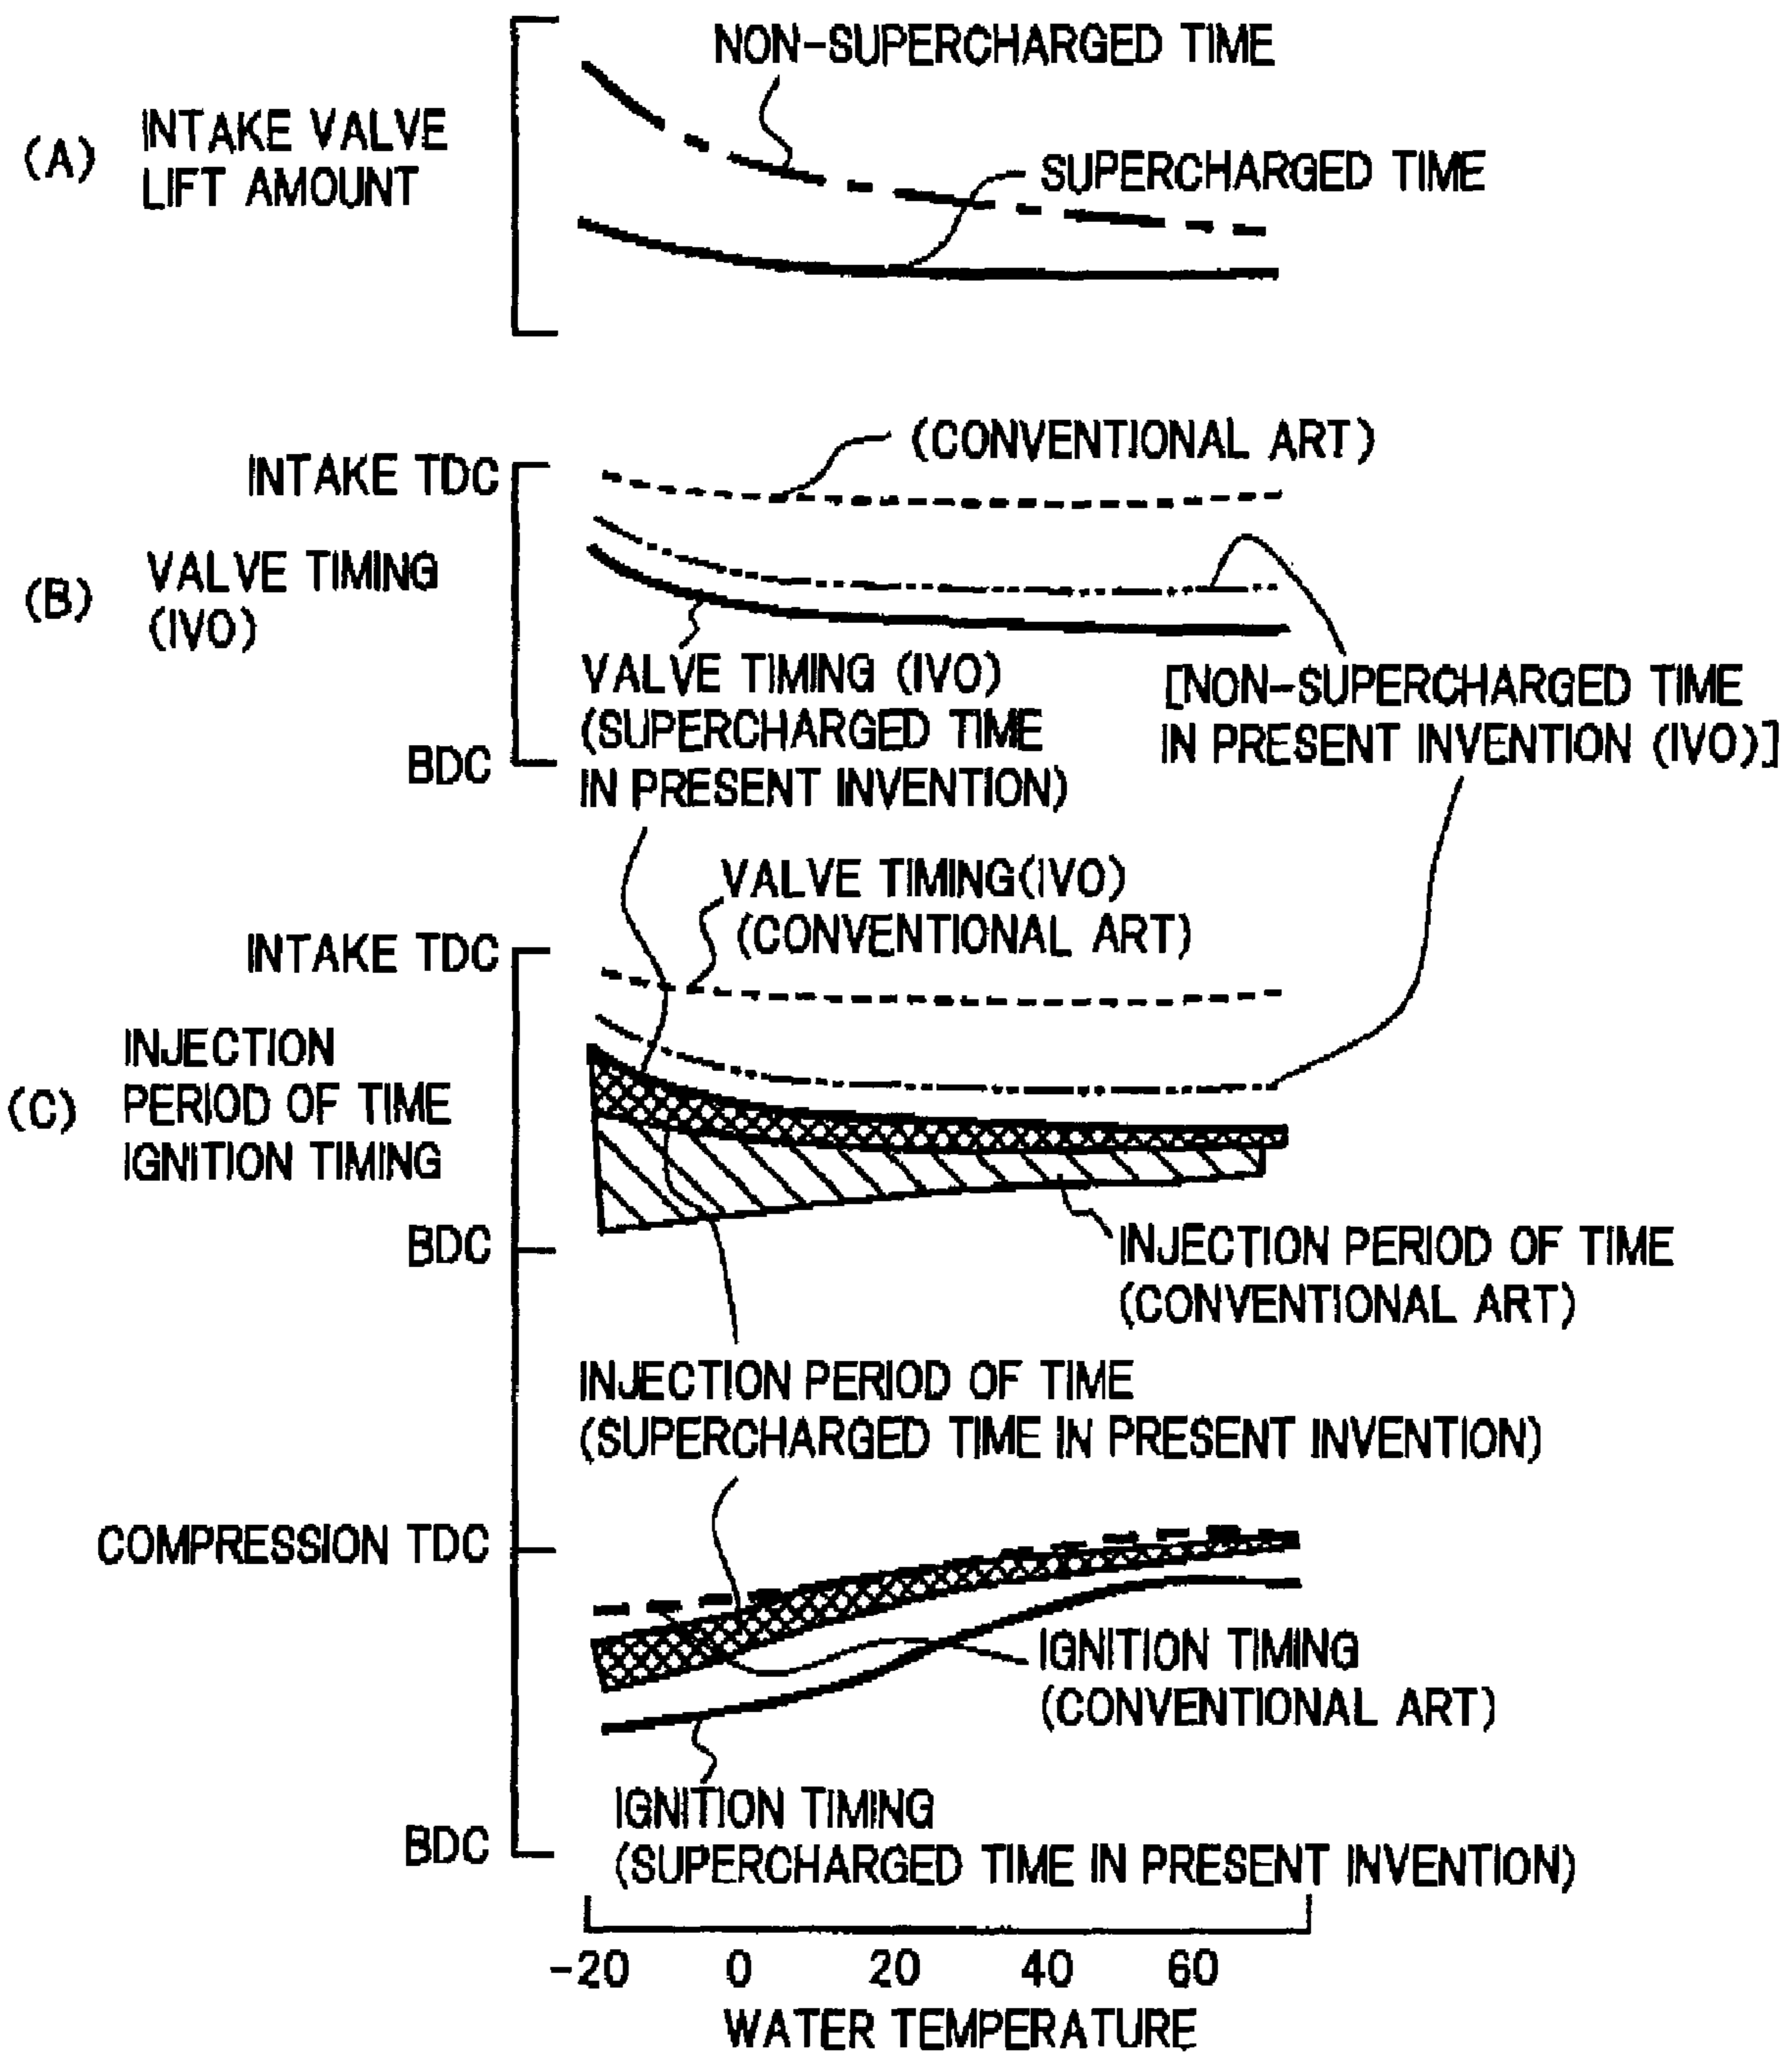 NON-SUPERCHARGED TIME
(A)
INTAKE VALVE
LIFT AMOUNT
SUPERCHARGED TIME
(CONVENTIONAL ART)
INTAKE TDC
(B)
VALVE TIMING
(IVO)
VALVE TIMING (IVO)
(SUPERCHARGED TIME
IN PRESENT INVENTION)
[NON-SUPERCHARGED TIME
IN PRESENT INVENTION (IVO)]
BDC
VALVE TIMING(IVO)
(CONVENTIONAL ART)
INTAKE TDC
(C)
INJECTION
PERIOD OF TIME
IGNITION TIMING
BDC
INJECTION PERIOD OF TIME
(CONVENTIONAL ART)
INJECTION PERIOD OF TIME
(SUPERCHARGED TIME IN PRESENT INVENTION)
COMPRESSION TDC
IGNITION TIMING
(CONVENTIONAL ART)
IGNITION TIMING
(SUPERCHARGED TIME IN PRESENT INVENTION)
BDC
-20 0 20 40 60
WATER TEMPERATURE